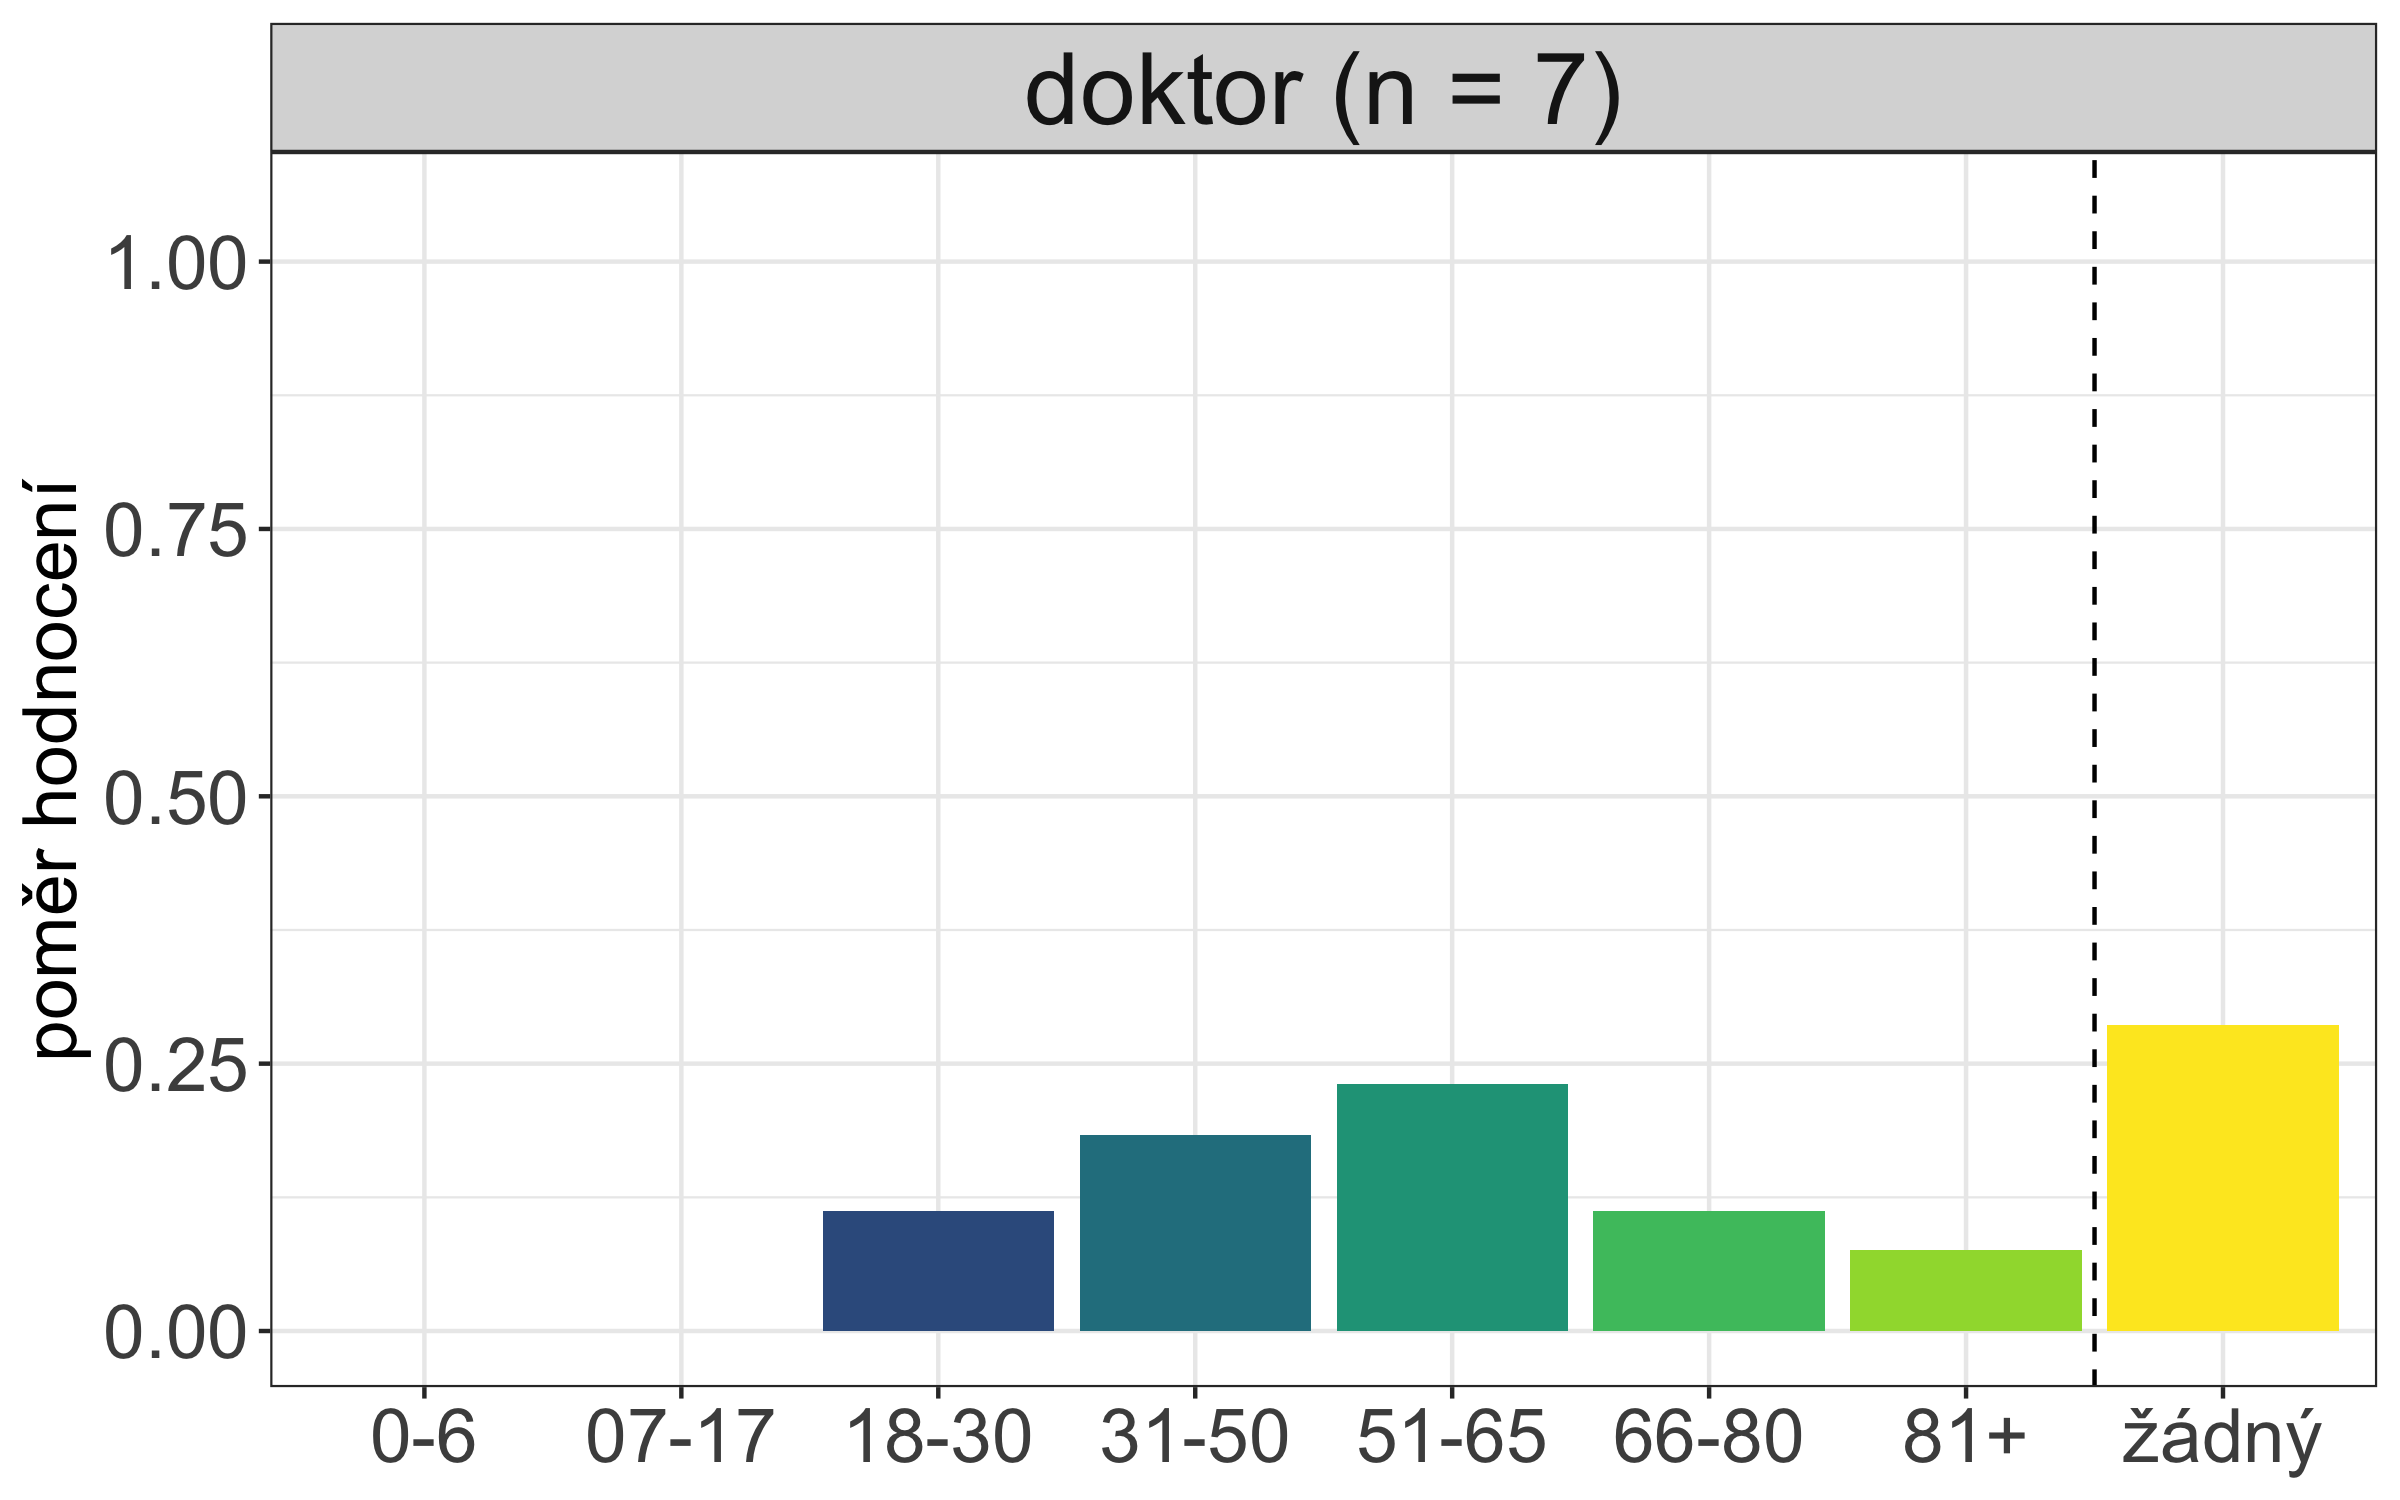 doktor (n = 7)
poměr hodnocení
1.00
0.75
0.50
0.25
0.00
0-6 07-17 18-30 31-50 51-65 66-80 81+ žádný